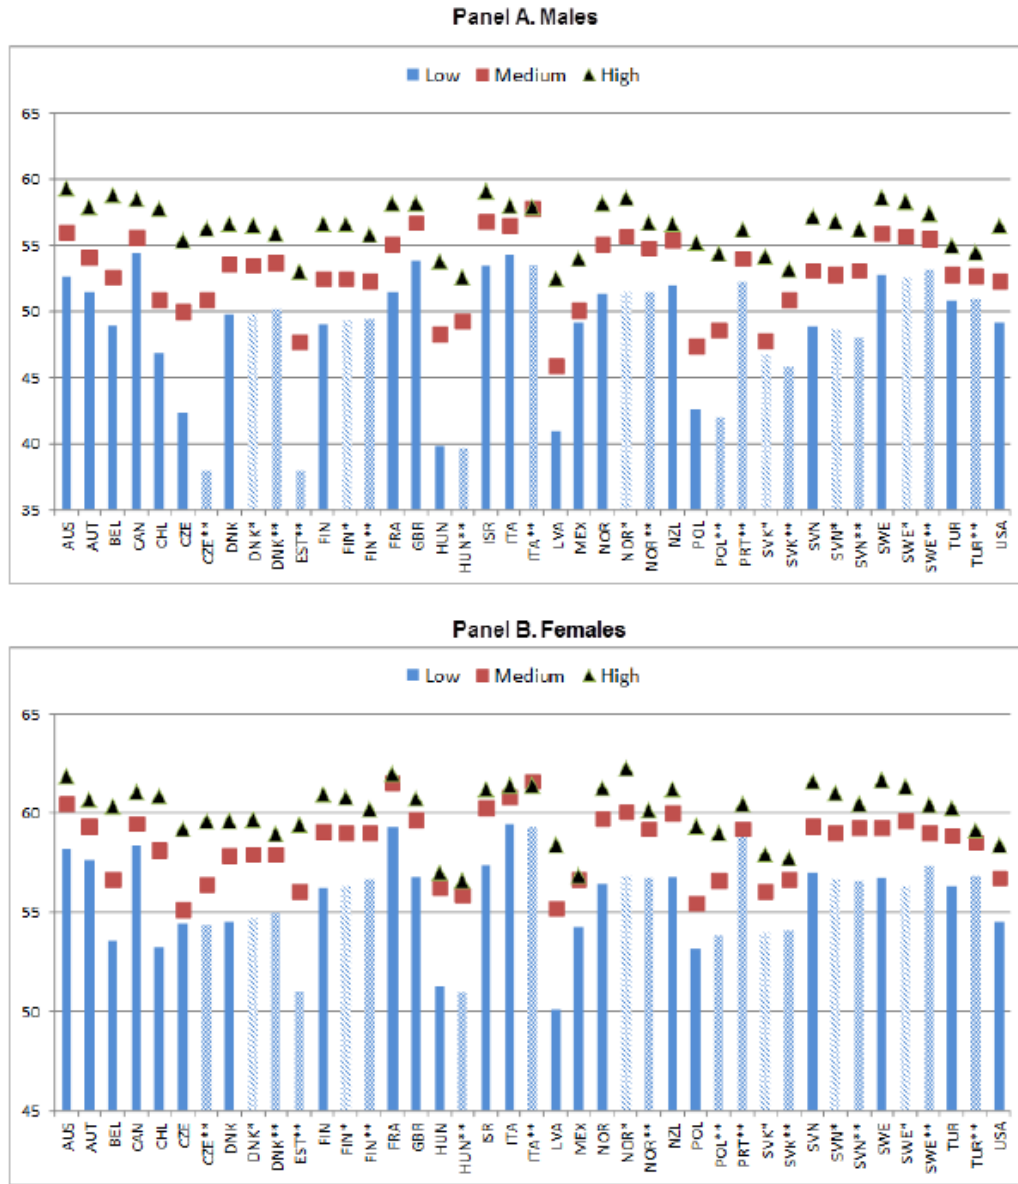 Panel A. Males
Low Medium High
65
60
55
50
45
40
35
AUS AUT BEL CAN CHL CZE CZE** DNK DNK* DNK** EST** FIN FIN* FIN** FRA GBR HUN HUN** ISR ITA ITA** LVA MEX NOR NOR* NOR** NZL POL POL** PRT** SVK* SVK** SVN SVN* SVN** SWE SWE* SWE** TUR TUR** USA
Panel B. Females
Low Medium High
65
60
55
50
45
AUS AUT BEL CAN CHL CZE CZE** DNK DNK* DNK** EST** FIN FIN* FIN** FRA GBR HUN HUN** ISR ITA ITA** LVA MEX NOR NOR* NOR** NZL POL POL** PRT** SVK* SVK** SVN SVN* SVN** SWE SWE* SWE** TUR TUR** USA